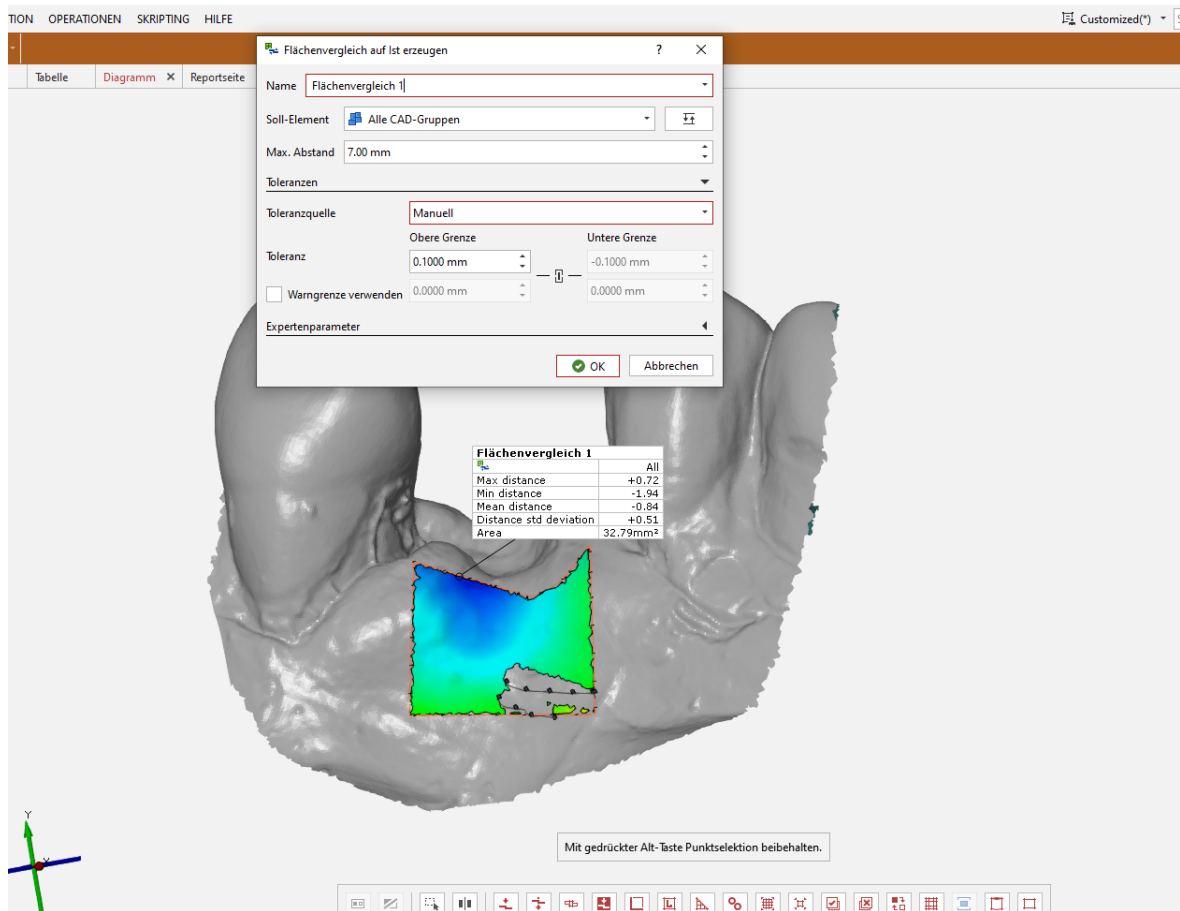 TION OPERATIONEN SKRIPTING HILFE
Customized(*)
Flächenvergleich auf Ist erzeugen ?
Tabelle Diagramm Reportseite
Name Flächenvergleich 1
Soll-Element Alle CAD-Gruppen
Max. Abstand 7.00 mm
Toleranzen
Toleranzquelle Manuell
Obere Grenze Untere Grenze
Toleranz 0.1000 mm -0.1000 mm
Warngrenze verwenden 0.0000 mm 0.0000 mm
Expertenparameter
OK Abbrechen
Flächenvergleich 1
All
Max distance +0.72
Min distance -1.94
Mean distance -0.84
Distance std deviation +0.51
Area 32.79mm²
Y
X
Mit gedrückter Alt-Taste Punktselektion beibehalten.